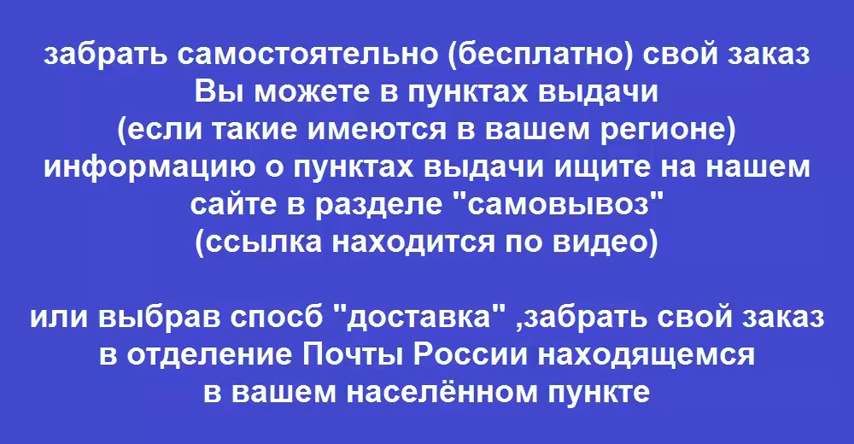 забрать самостоятельно (бесплатно) свой заказ
Вы можете в пунктах выдачи
(если такие имеются в вашем регионе)
информацию о пунктах выдачи ищите на нашем
сайте в разделе "самовывоз"
(ссылка находится по видео)
или выбрав спосб "доставка" ,забрать свой заказ
в отделение Почты России находящемся
в вашем населённом пункте